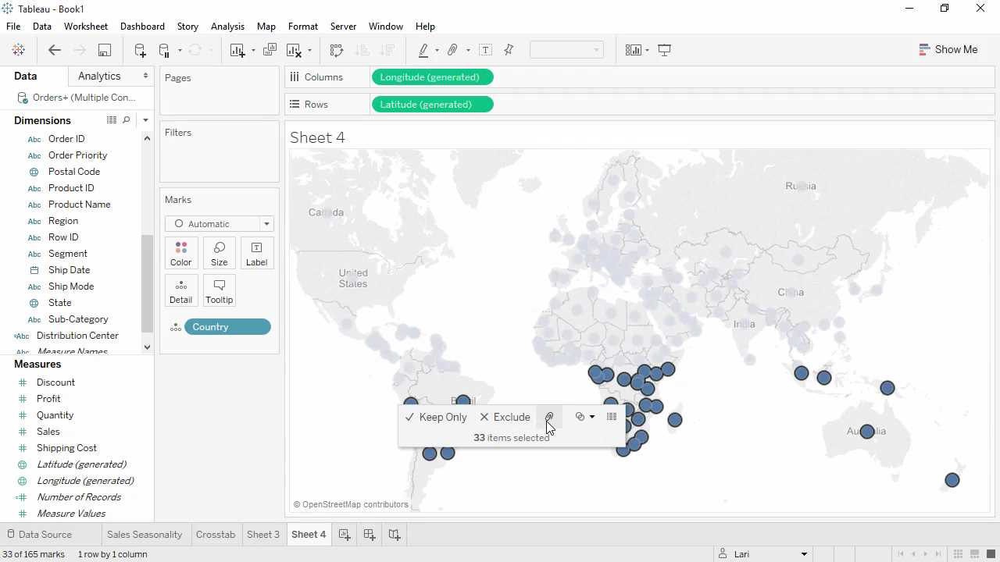 Tableau - Book1
File Data Worksheet Dashboard Story Analysis Map Format Server Window Help
Show Me
Data Analytics
Orders+ (Multiple Con...
Dimensions
Abc Order ID
Abc Order Priority
Postal Code
Abc Product ID
Abc Product Name
Abc Region
Abc Row ID
Abc Segment
Ship Date
Abc Ship Mode
State
Abc Sub-Category
=Abc Distribution Center
Abc Measure Names
Measures
# Discount
# Profit
# Quantity
# Sales
# Shipping Cost
Latitude (generated)
Longitude (generated)
=# Number of Records
# Measure Values
Pages
Filters
Marks
Automatic
Color Size Label
Detail Tooltip
Country
Columns Longitude (generated)
Rows Latitude (generated)
Sheet 4
Canada
Russia
United
States
China
India
Brazil
Australia
Keep Only Exclude
33 items selected
© OpenStreetMap contributors
Data Source Sales Seasonality Crosstab Sheet 3 Sheet 4
33 of 165 marks 1 row by 1 column Lari